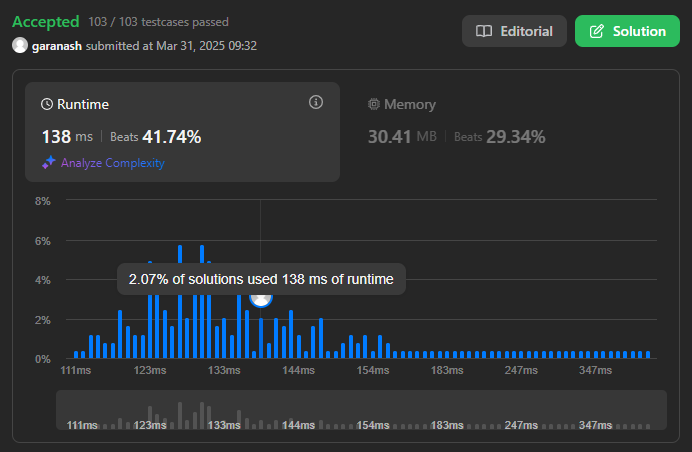 Accepted 103 / 103 testcases passed
garanash submitted at Mar 31, 2025 09:32
Editorial
Solution
Runtime
138 ms | Beats 41.74%
Analyze Complexity
Memory
30.41 MB | Beats 29.34%
8%
6%
4%
2%
0%
2.07% of solutions used 138 ms of runtime
111ms 123ms 133ms 144ms 154ms 183ms 247ms 347ms
111ms 123ms 133ms 144ms 154ms 183ms 247ms 347ms